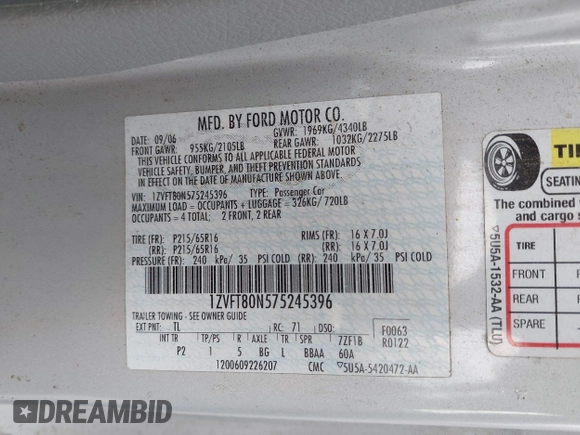 MFD. BY FORD MOTOR CO.
DATE: 09/06 GVWR: 1969KG/4340LB
FRONT GAWR: 955KG/2105LB REAR GAWR: 1032KG/2275LB
THIS VEHICLE CONFORMS TO ALL APPLICABLE FEDERAL MOTOR
VEHICLE SAFETY, BUMPER, AND THEFT PREVENTION STANDARDS
IN EFFECT ON THE DATE OF MANUFACTURE SHOWN ABOVE.
VIN: 1ZVFT80N575245396 TYPE: Passenger Car
MAXIMUM LOAD = OCCUPANTS + LUGGAGE = 326KG/ 720LB
OCCUPANTS = 4 TOTAL; 2 FRONT, 2 REAR
TIRE (FR): P215/65R16 RIMS (FR): 16 X 7.0J
(RR): P215/65R16 (RR): 16 X 7.0J
PRESSURE (FR): 240 kPa/ 35 PSI COLD (RR): 240 kPa/ 35 PSI COLD
1ZVFT80N575245396
TRAILER TOWING - SEE OWNER GUIDE
EXT PNT: TL RC: 71 DSO: F0063
INT TR TP/PS R AXLE TR SPR 7ZF1B R0122
P2 1 5 BG L BBAA 60A
1200609226207 CMC ▽5U5A-5420472-AA
▽5U5A-1532-AA (TLU)
SEATING
The combined
and cargo
TIRE
FRONT
REAR
SPARE
DREAMBID